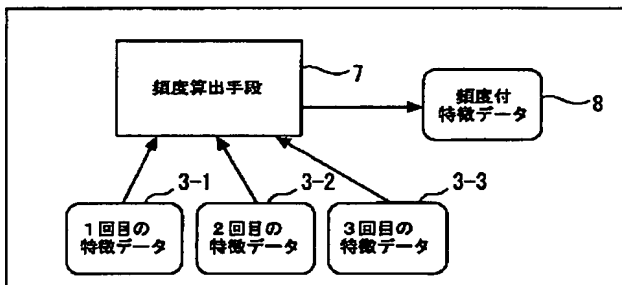 頻度算出手段
7
頻度付
特徴データ
8
3-1
3-2
3-3
1回目の
特徴データ
2回目の
特徴データ
3回目の
特徴データ